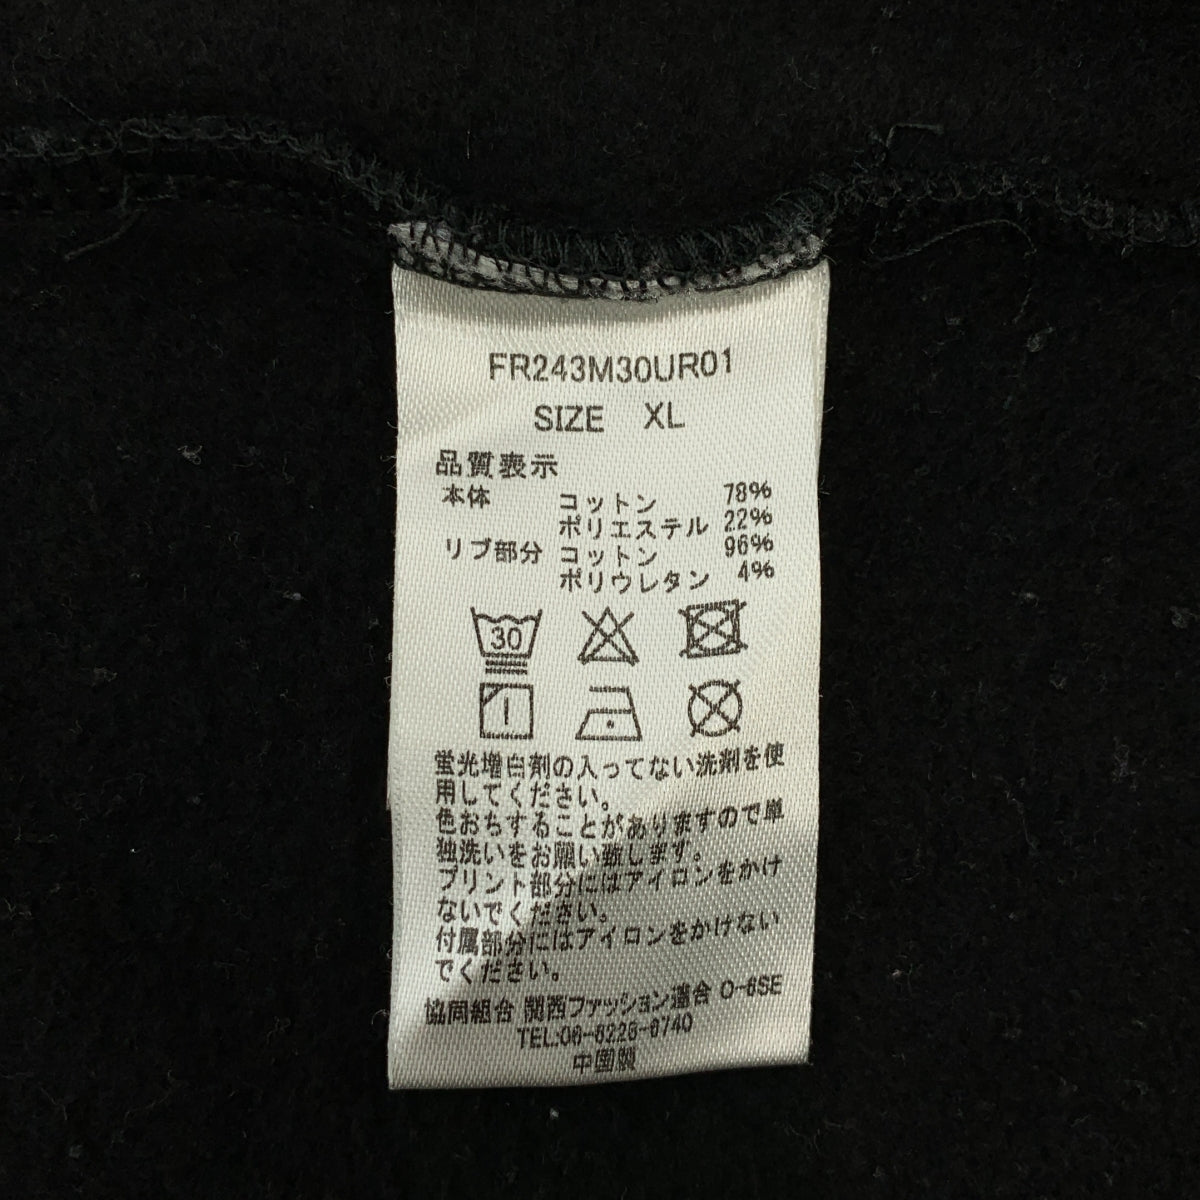 FR243M30UR01
SIZE XL
品質表示
本体 コットン 78%
ポリエステル 22%
リブ部分 コットン 96%
ポリウレタン 4%
30
蛍光増白剤の入ってない洗剤を使
用してください。
色おちすることがありますので単
独洗いをお願い致します。
プリント部分にはアイロンをかけ
ないでください。
付属部分にはアイロンをかけない
でください。
協同組合 関西ファッション連合 O-6SE
TEL:06-6228-6740
中国製